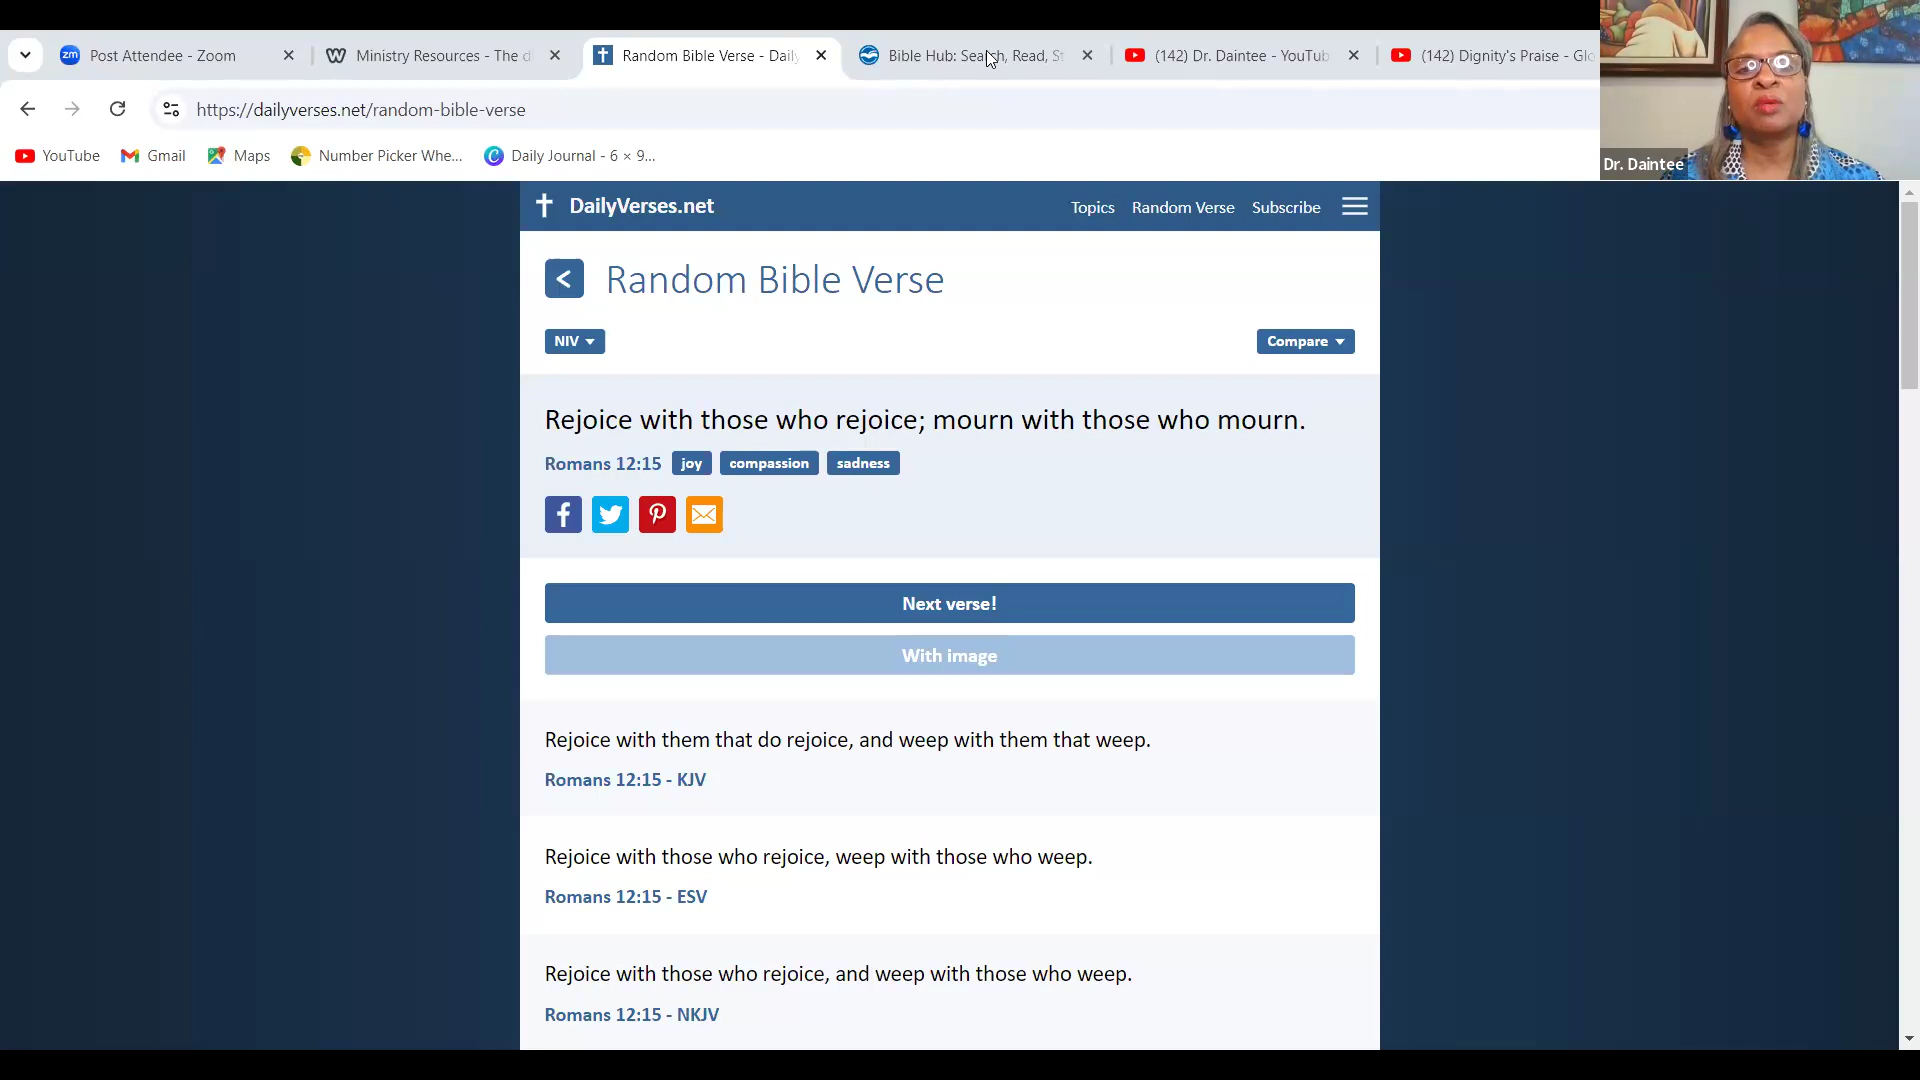 zm Post Attendee - Zoom
Ministry Resources - The d
Random Bible Verse - Daily
Bible Hub: Search, Read, St
(142) Dr. Daintee - YouTub
(142) Dignity's Praise - Glo
https://dailyverses.net/random-bible-verse
YouTube
Gmail
Maps
Number Picker Whe...
Daily Journal - 6 × 9...
Dr. Daintee
DailyVerses.net
Topics
Random Verse
Subscribe
Random Bible Verse
NIV
Compare
Rejoice with those who rejoice; mourn with those who mourn.
Romans 12:15 joy compassion sadness
Next verse!
With image
Rejoice with them that do rejoice, and weep with them that weep.
Romans 12:15 - KJV
Rejoice with those who rejoice, weep with those who weep.
Romans 12:15 - ESV
Rejoice with those who rejoice, and weep with those who weep.
Romans 12:15 - NKJV